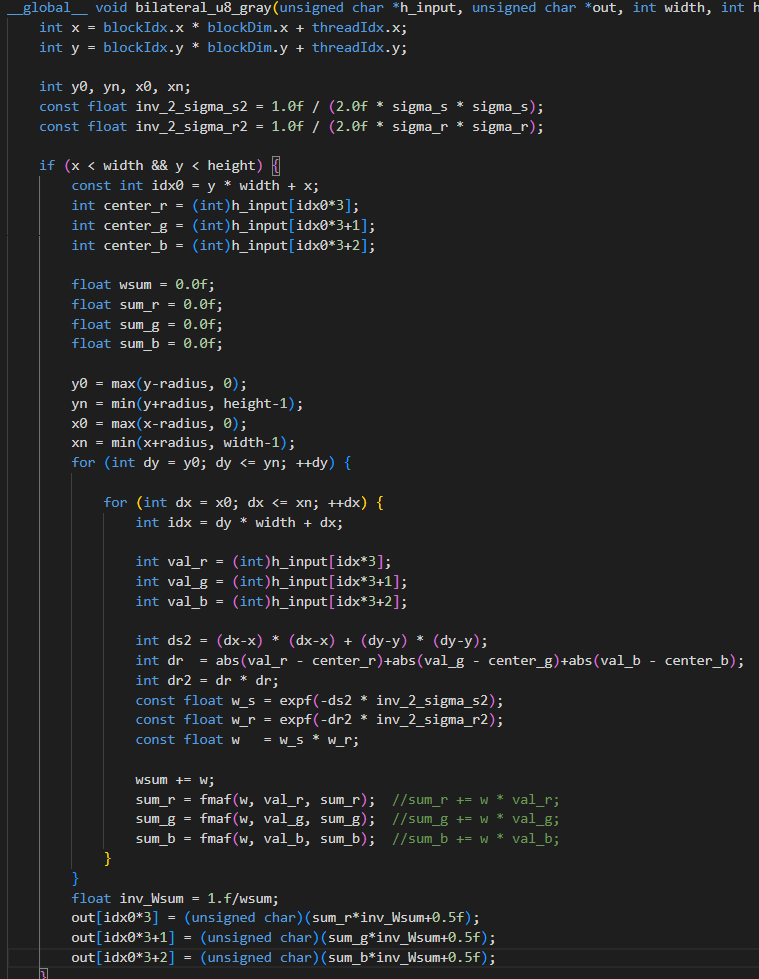 __global__ void bilateral_u8_gray(unsigned char *h_input, unsigned char *out, int width, int h
    int x = blockIdx.x * blockDim.x + threadIdx.x;
    int y = blockIdx.y * blockDim.y + threadIdx.y;

    int y0, yn, x0, xn;
    const float inv_2_sigma_s2 = 1.0f / (2.0f * sigma_s * sigma_s);
    const float inv_2_sigma_r2 = 1.0f / (2.0f * sigma_r * sigma_r);

    if (x < width && y < height) {
        const int idx0 = y * width + x;
        int center_r = (int)h_input[idx0*3];
        int center_g = (int)h_input[idx0*3+1];
        int center_b = (int)h_input[idx0*3+2];

        float wsum = 0.0f;
        float sum_r = 0.0f;
        float sum_g = 0.0f;
        float sum_b = 0.0f;

        y0 = max(y-radius, 0);
        yn = min(y+radius, height-1);
        x0 = max(x-radius, 0);
        xn = min(x+radius, width-1);
        for (int dy = y0; dy <= yn; ++dy) {

            for (int dx = x0; dx <= xn; ++dx) {
                int idx = dy * width + dx;

                int val_r = (int)h_input[idx*3];
                int val_g = (int)h_input[idx*3+1];
                int val_b = (int)h_input[idx*3+2];

                int ds2 = (dx-x) * (dx-x) + (dy-y) * (dy-y);
                int dr  = abs(val_r - center_r)+abs(val_g - center_g)+abs(val_b - center_b);
                int dr2 = dr * dr;
                const float w_s = expf(-ds2 * inv_2_sigma_s2);
                const float w_r = expf(-dr2 * inv_2_sigma_r2);
                const float w   = w_s * w_r;

                wsum += w;
                sum_r = fmaf(w, val_r, sum_r);  //sum_r += w * val_r;
                sum_g = fmaf(w, val_g, sum_g);  //sum_g += w * val_g;
                sum_b = fmaf(w, val_b, sum_b);  //sum_b += w * val_b;
            }
        }
        float inv_Wsum = 1.f/wsum;
        out[idx0*3] = (unsigned char)(sum_r*inv_Wsum+0.5f);
        out[idx0*3+1] = (unsigned char)(sum_g*inv_Wsum+0.5f);
        out[idx0*3+2] = (unsigned char)(sum_b*inv_Wsum+0.5f);
    }